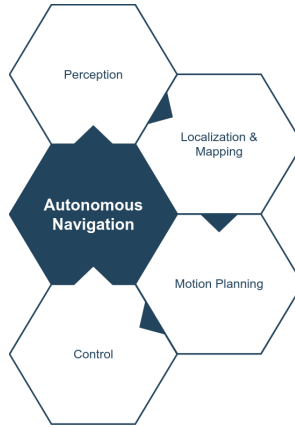 Perception
Localization &
Mapping
Autonomous
Navigation
Motion Planning
Control